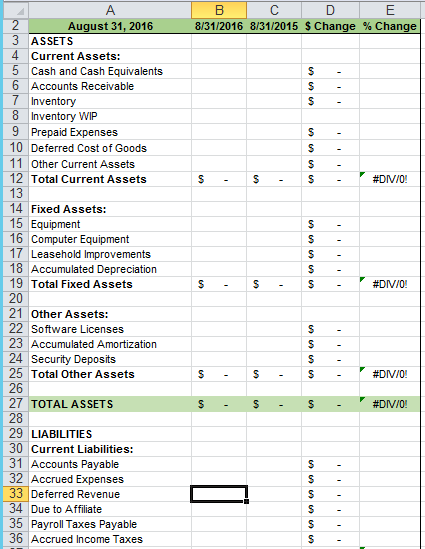 A B C D E
2 August 31, 2016 8/31/2016 8/31/2015 $ Change % Change
3 ASSETS
4 Current Assets:
5 Cash and Cash Equivalents $ -
6 Accounts Receivable $ -
7 Inventory $ -
8 Inventory WIP
9 Prepaid Expenses $ -
10 Deferred Cost of Goods $ -
11 Other Current Assets $ -
12 Total Current Assets $ - $ - $ - #DIV/0!
13
14 Fixed Assets:
15 Equipment $ -
16 Computer Equipment $ -
17 Leasehold Improvements $ -
18 Accumulated Depreciation $ -
19 Total Fixed Assets $ - $ - $ - #DIV/0!
20
21 Other Assets:
22 Software Licenses $ -
23 Accumulated Amortization $ -
24 Security Deposits $ -
25 Total Other Assets $ - $ - $ - #DIV/0!
26
27 TOTAL ASSETS $ - $ - $ - #DIV/0!
28
29 LIABILITIES
30 Current Liabilities:
31 Accounts Payable $ -
32 Accrued Expenses $ -
33 Deferred Revenue $ -
34 Due to Affiliate $ -
35 Payroll Taxes Payable $ -
36 Accrued Income Taxes $ -